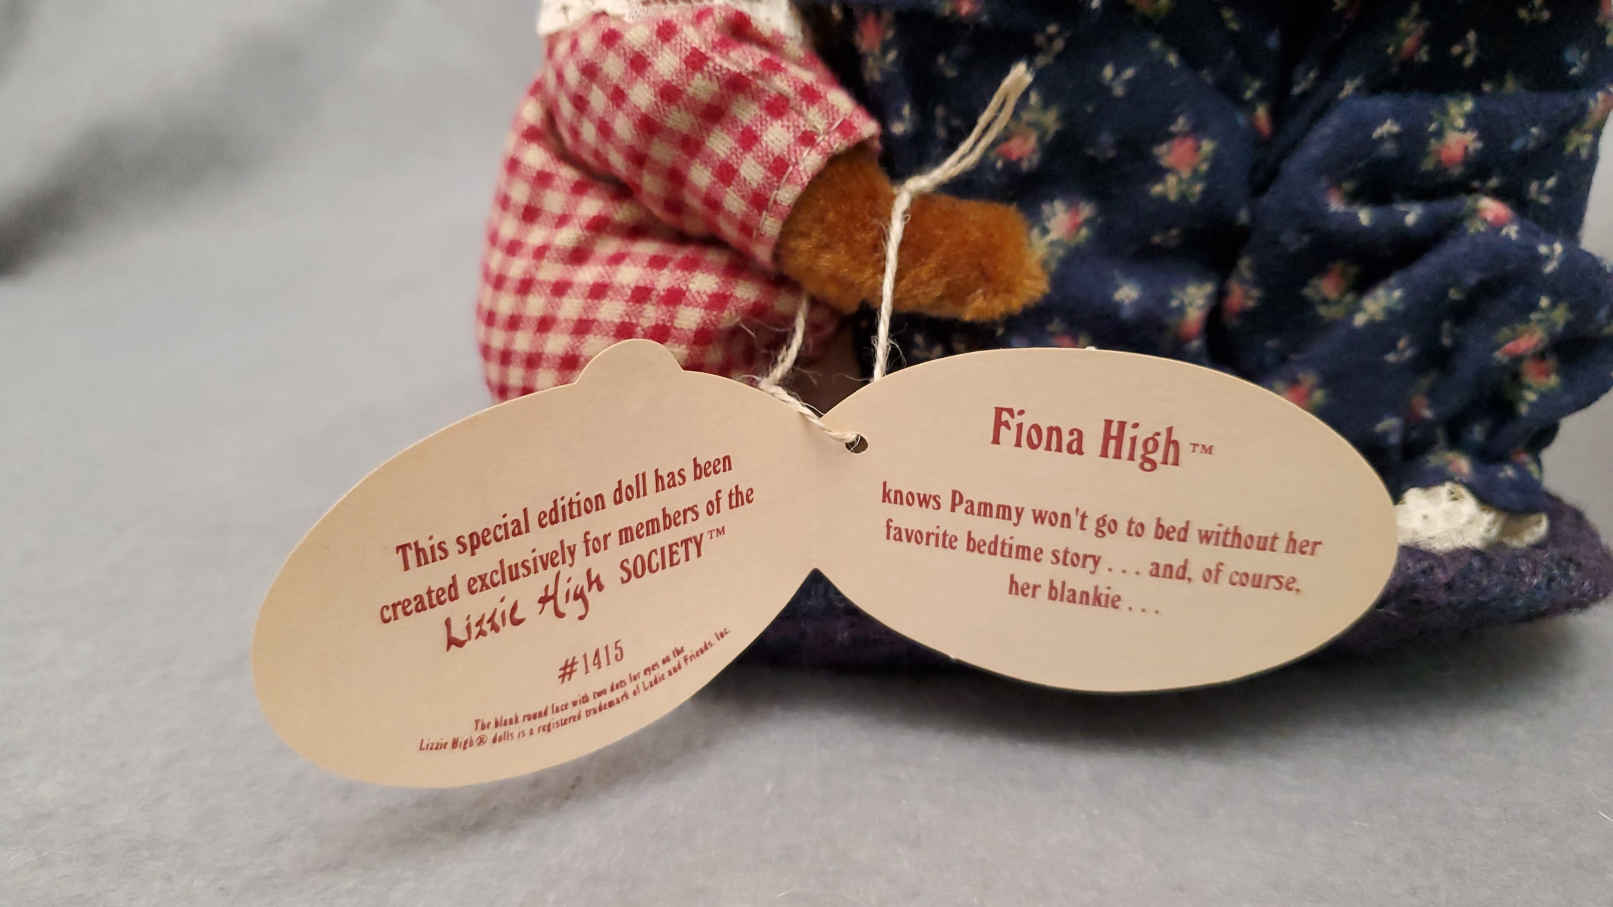 This special edition doll has been
created exclusively for members of the
Lizzie High SOCIETY™
#1415
The blank round face with two dots for eyes on the
Lizzie High® dolls is a registered trademark of Ladie and Friends, Inc.
Fiona High™
knows Pammy won't go to bed without her
favorite bedtime story . . . and, of course,
her blankie . . .